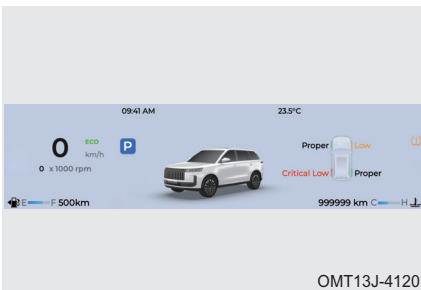 09:41 AM 23.5°C
0 ECO km/h P
0 x 1000 rpm
Proper Low
Critical Low Proper
E F 500km 999999 km C H
OMT13J-4120